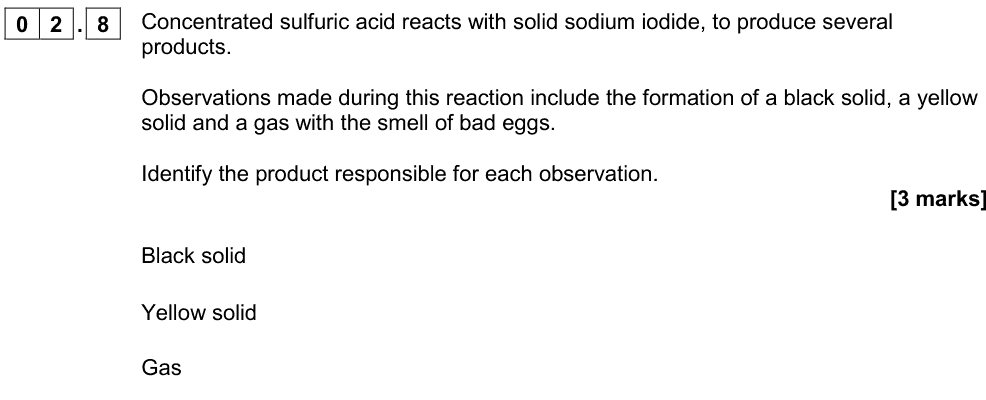 0 2 . 8 Concentrated sulfuric acid reacts with solid sodium iodide, to produce several
products.
Observations made during this reaction include the formation of a black solid, a yellow
solid and a gas with the smell of bad eggs.
Identify the product responsible for each observation.
[3 marks]
Black solid
Yellow solid
Gas